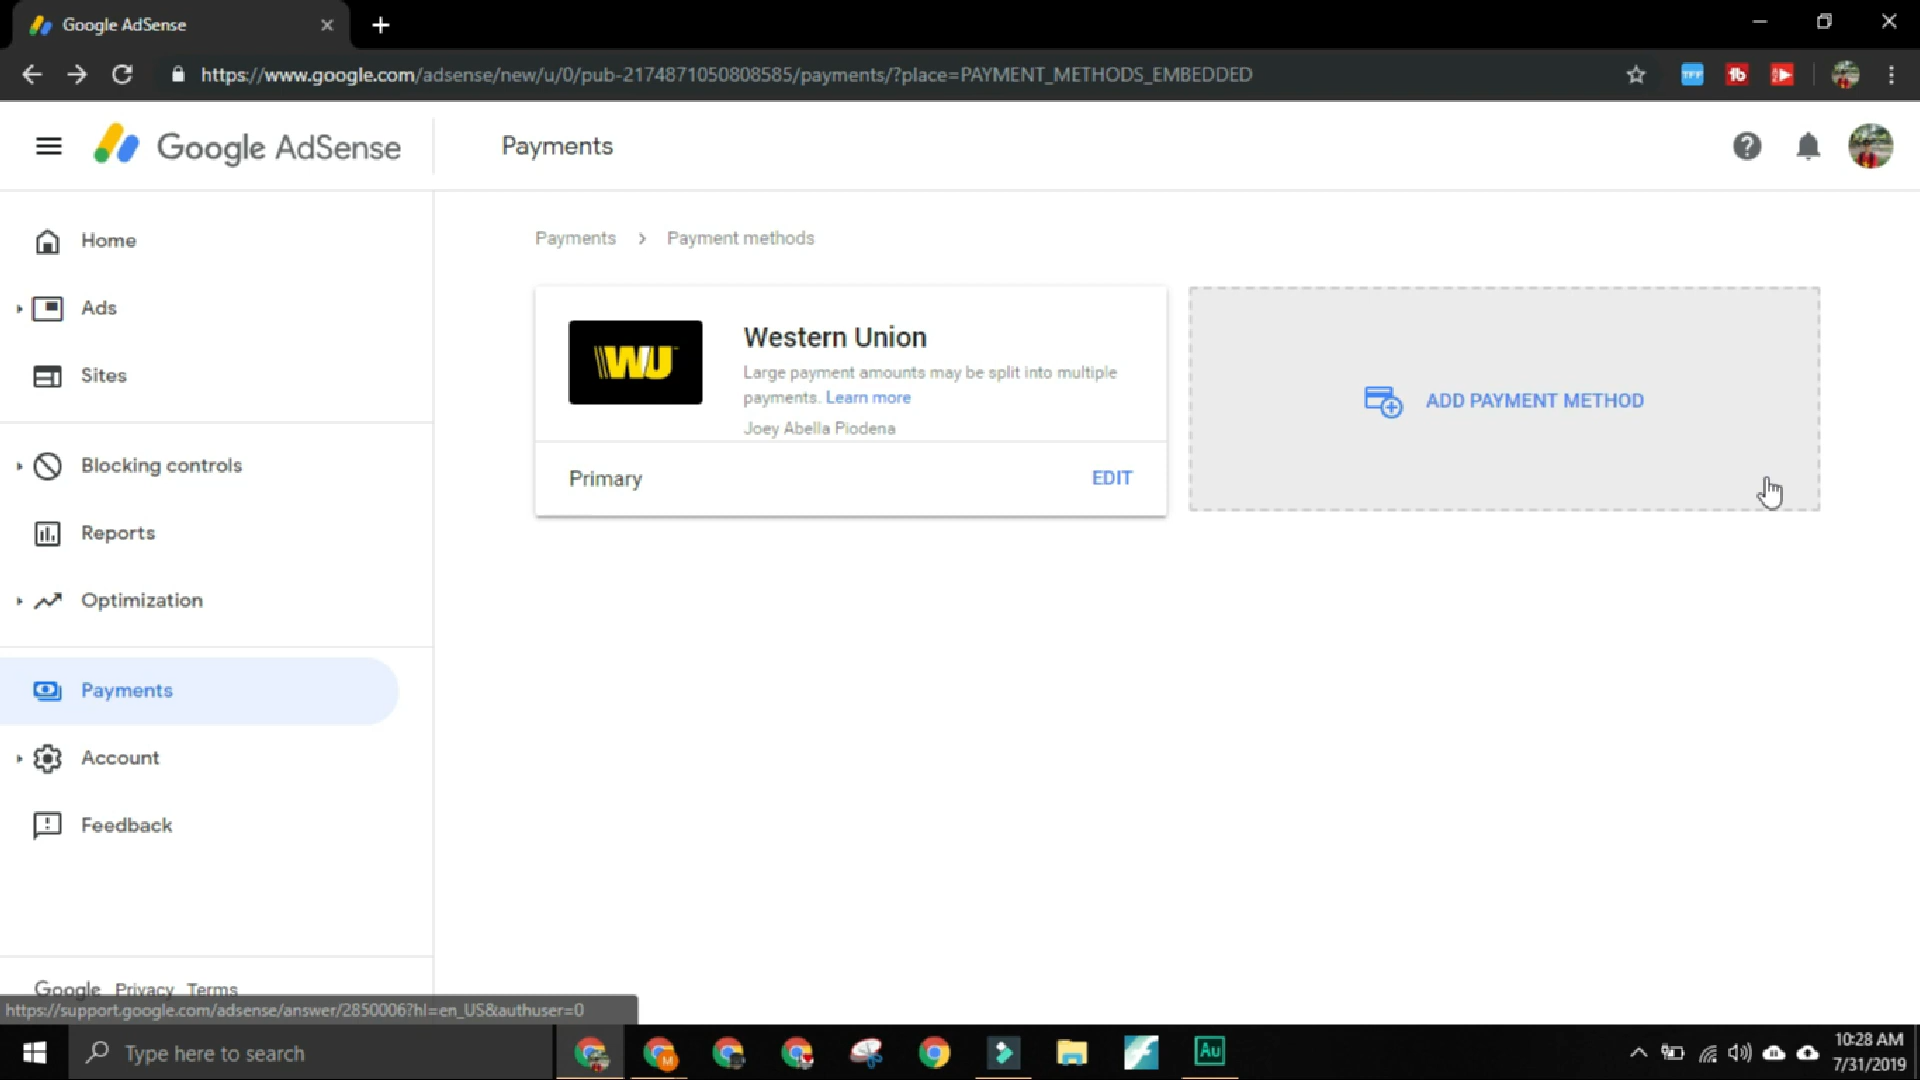 Google AdSense
https://www.google.com/adsense/new/u/0/pub-2174871050808585/payments/?place=PAYMENT_METHODS_EMBEDDED
TFF
tb
Google AdSense
Payments
Home
Ads
Sites
Blocking controls
Reports
Optimization
Payments
Account
Feedback
Google Privacy Terms
Payments > Payment methods
WU
Western Union
Large payment amounts may be split into multiple
payments. Learn more
Joey Abella Piodena
Primary
EDIT
ADD PAYMENT METHOD
https://support.google.com/adsense/answer/2850006?hl=en_US&authuser=0
Type here to search
M
Au
10:28 AM
7/31/2019